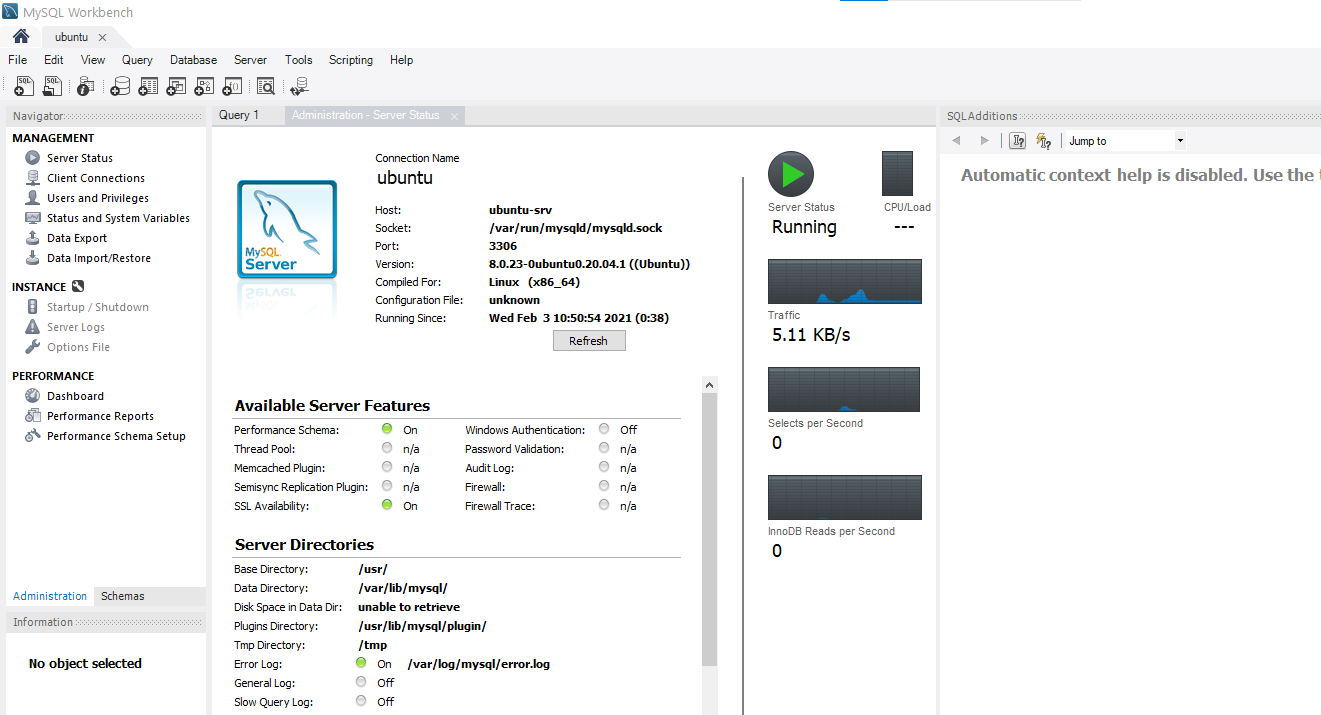 MySQL Workbench
ubuntu
File Edit View Query Database Server Tools Scripting Help
Navigator
MANAGEMENT
Server Status
Client Connections
Users and Privileges
Status and System Variables
Data Export
Data Import/Restore
INSTANCE
Startup / Shutdown
Server Logs
Options File
PERFORMANCE
Dashboard
Performance Reports
Performance Schema Setup
Administration Schemas
Information
No object selected
Query 1 Administration - Server Status
Connection Name
ubuntu
MySQL
Server
Host: ubuntu-srv
Socket: /var/run/mysqld/mysqld.sock
Port: 3306
Version: 8.0.23-0ubuntu0.20.04.1 ((Ubuntu))
Compiled For: Linux (x86_64)
Configuration File: unknown
Running Since: Wed Feb 3 10:50:54 2021 (0:38)
Refresh
Available Server Features
Performance Schema: On Windows Authentication: Off
Thread Pool: n/a Password Validation: n/a
Memcached Plugin: n/a Audit Log: n/a
Semisync Replication Plugin: n/a Firewall: n/a
SSL Availability: On Firewall Trace: n/a
Server Directories
Base Directory: /usr/
Data Directory: /var/lib/mysql/
Disk Space in Data Dir: unable to retrieve
Plugins Directory: /usr/lib/mysql/plugin/
Tmp Directory: /tmp
Error Log: On /var/log/mysql/error.log
General Log: Off
Slow Query Log: Off
Server Status CPU/Load
Running ---
Traffic
5.11 KB/s
Selects per Second
0
InnoDB Reads per Second
0
SQLAdditions
Jump to
Automatic context help is disabled. Use the t